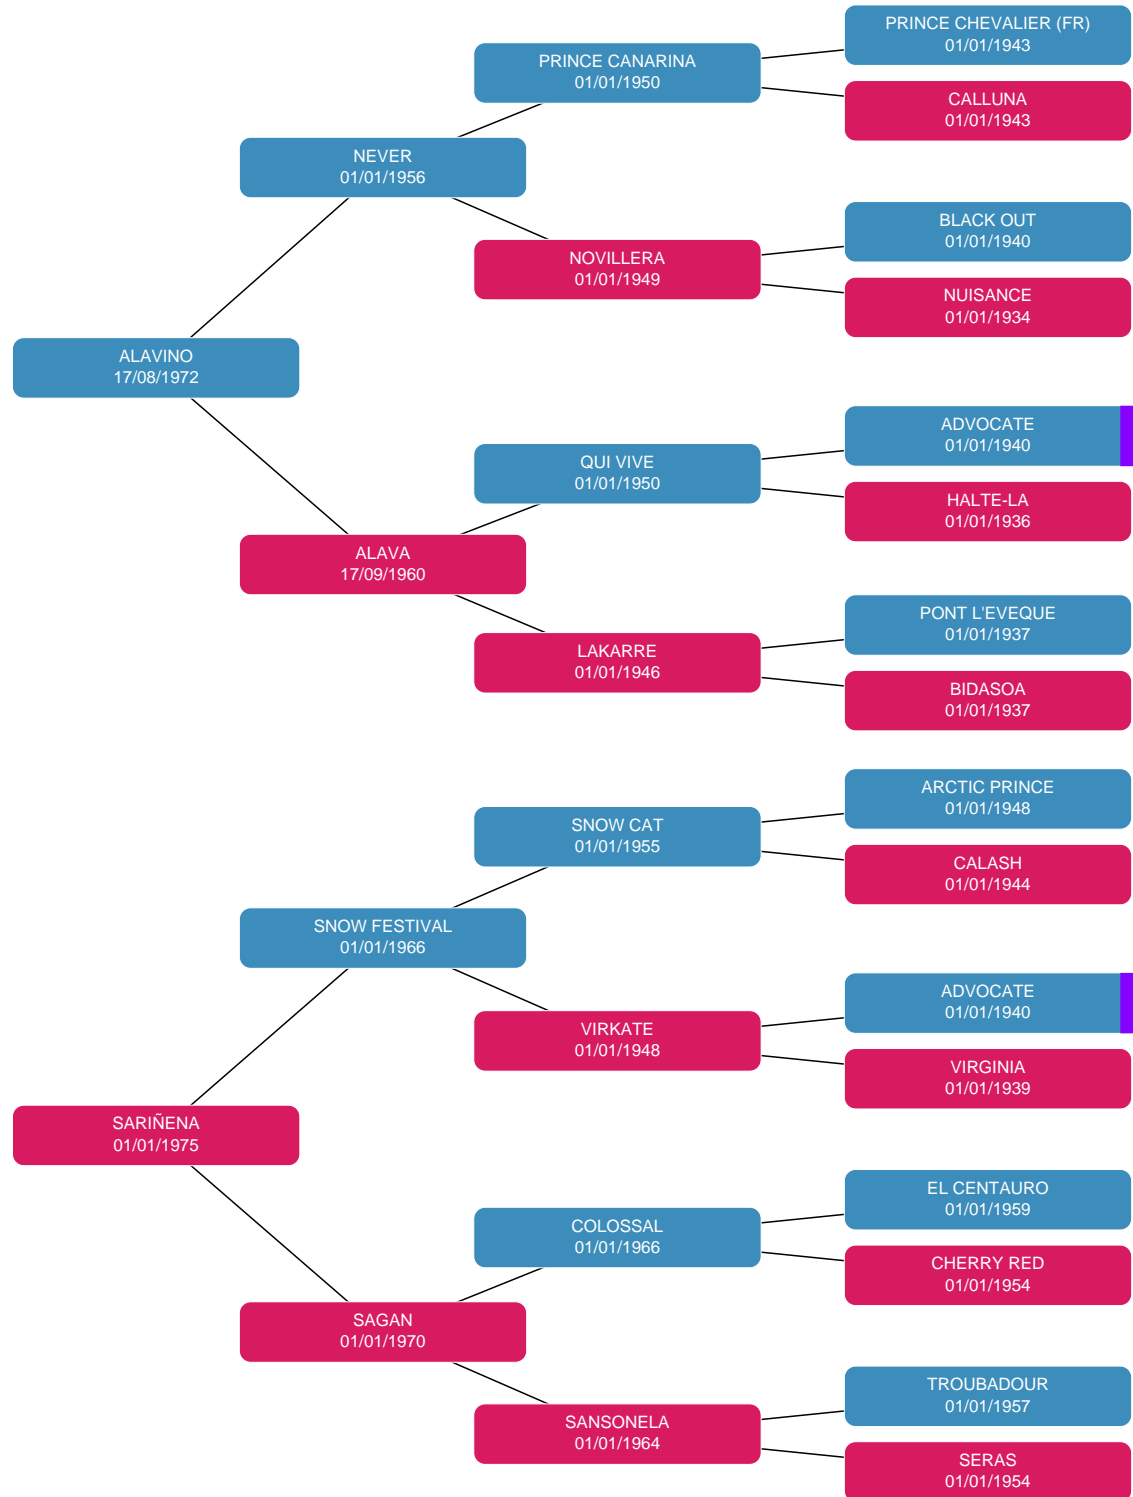 PRINCE CHEVALIER (FR)
01/01/1943
PRINCE CANARINA
01/01/1950
CALLUNA
01/01/1943
NEVER
01/01/1956
BLACK OUT
01/01/1940
NOVILLERA
01/01/1949
NUISANCE
01/01/1934
ALAVINO
17/08/1972
ADVOCATE
01/01/1940
QUI VIVE
01/01/1950
HALTE-LA
01/01/1936
ALAVA
17/09/1960
PONT L'EVEQUE
01/01/1937
LAKARRE
01/01/1946
BIDASOA
01/01/1937
ARCTIC PRINCE
01/01/1948
SNOW CAT
01/01/1955
CALASH
01/01/1944
SNOW FESTIVAL
01/01/1966
ADVOCATE
01/01/1940
VIRKATE
01/01/1948
VIRGINIA
01/01/1939
SARIÑENA
01/01/1975
EL CENTAURO
01/01/1959
COLOSSAL
01/01/1966
CHERRY RED
01/01/1954
SAGAN
01/01/1970
TROUBADOUR
01/01/1957
SANSONELA
01/01/1964
SERAS
01/01/1954